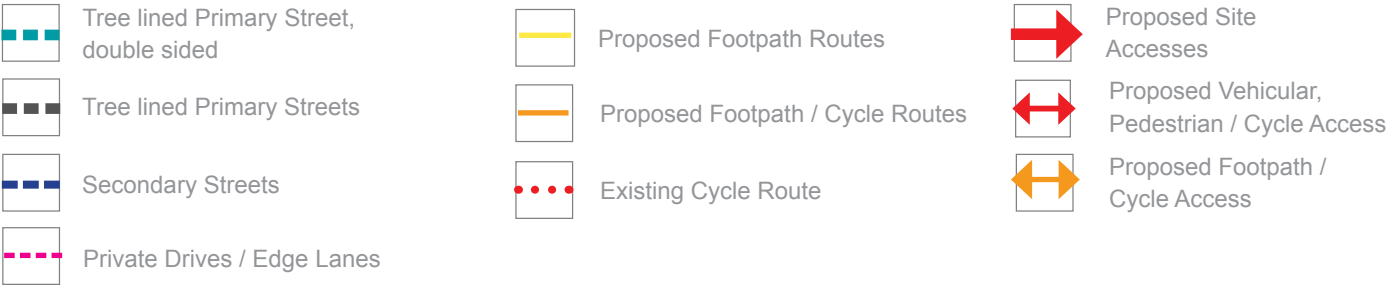 Tree lined Primary Street,
double sided
Tree lined Primary Streets
Secondary Streets
Private Drives / Edge Lanes
Proposed Footpath Routes
Proposed Footpath / Cycle Routes
Existing Cycle Route
Proposed Site
Accesses
Proposed Vehicular,
Pedestrian / Cycle Access
Proposed Footpath /
Cycle Access